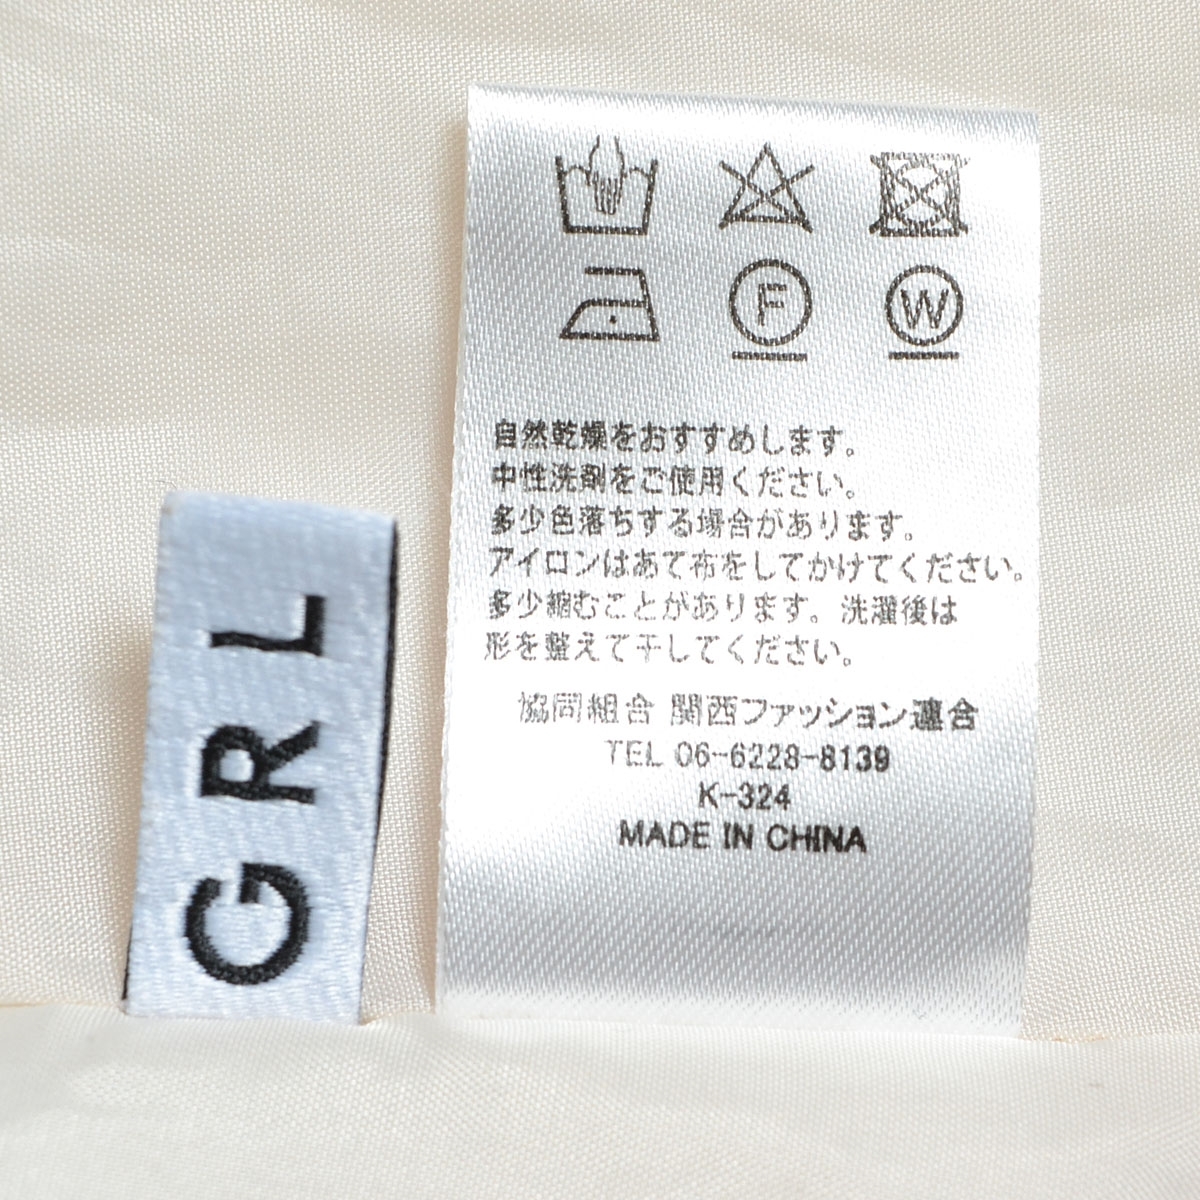 F W
自然乾燥をおすすめします。
中性洗剤をご使用ください。
多少色落ちする場合があります。
アイロンはあて布をしてかけてください。
多少縮むことがあります。洗濯後は
形を整えて干してください。
協同組合 関西ファッション連合
TEL 06-6228-8139
K-324
MADE IN CHINA
GRL